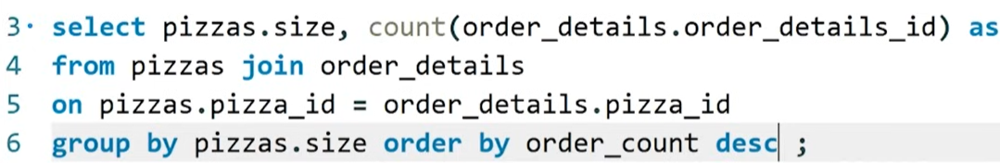 3 select pizzas.size, count(order_details.order_details_id) as
4 from pizzas join order_details
5 on pizzas.pizza_id = order_details.pizza_id
6 group by pizzas.size order by order_count desc ;